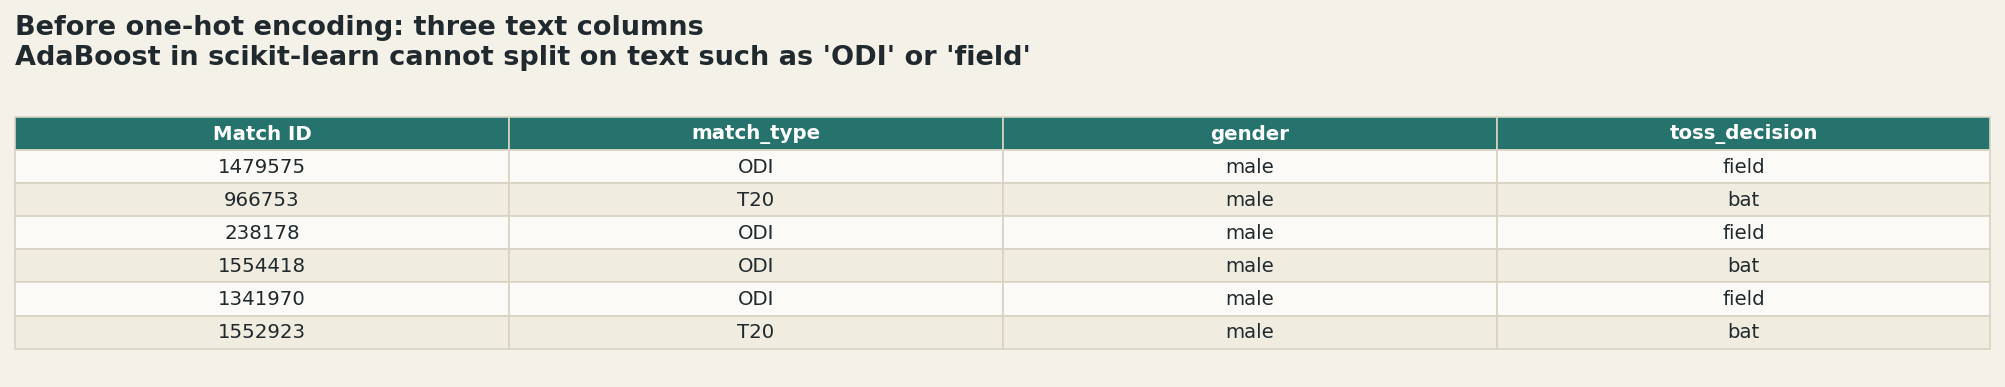 Before one-hot encoding: three text columns
AdaBoost in scikit-learn cannot split on text such as 'ODI' or 'field'
Match ID match_type gender toss_decision
1479575 ODI male field
966753 T20 male bat
238178 ODI male field
1554418 ODI male bat
1341970 ODI male field
1552923 T20 male bat